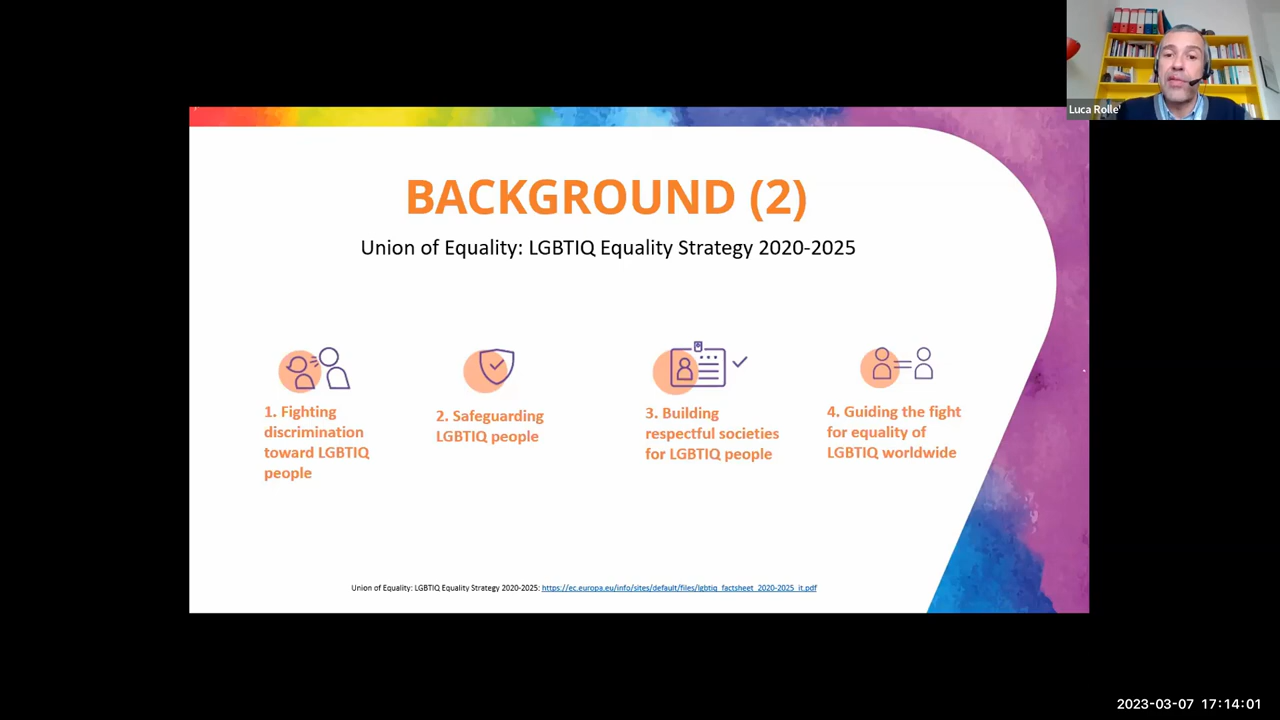 Luca Rolle'
BACKGROUND (2)
Union of Equality: LGBTIQ Equality Strategy 2020-2025
1. Fighting
discrimination
toward LGBTIQ
people
2. Safeguarding
LGBTIQ people
3. Building
respectful societies
for LGBTIQ people
4. Guiding the fight
for equality of
LGBTIQ worldwide
Union of Equality: LGBTIQ Equality Strategy 2020-2025: https://ec.europa.eu/info/sites/default/files/lgbtiq_factsheet_2020-2025_it.pdf
2023-03-07 17:14:01